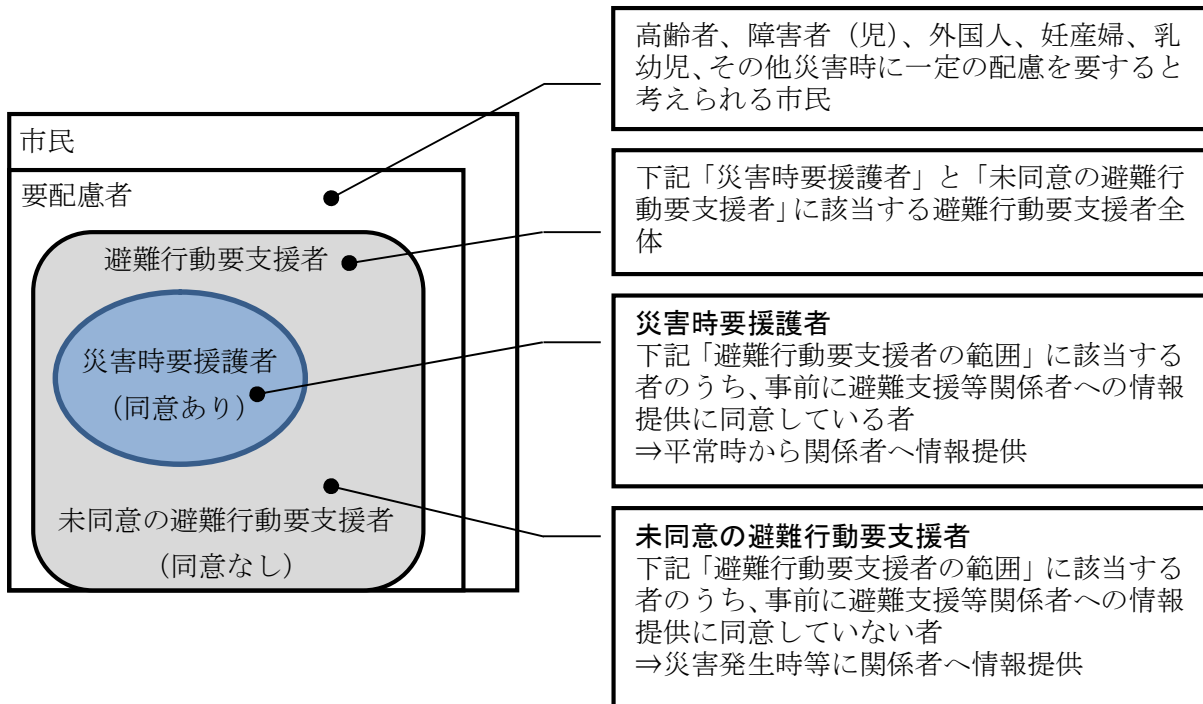 市民
要配慮者
避難行動要支援者
災害時要援護者
(同意あり)
未同意の避難行動要支援者
(同意なし)
高齢者、障害者（児）、外国人、妊産婦、乳
幼児、その他災害時に一定の配慮を要すると
考えられる市民
下記「災害時要援護者」と「未同意の避難行
動要支援者」に該当する避難行動要支援者全
体
災害時要援護者
下記「避難行動要支援者の範囲」に該当する
者のうち、事前に避難支援等関係者への情報
提供に同意している者
⇒平常時から関係者へ情報提供
未同意の避難行動要支援者
下記「避難行動要支援者の範囲」に該当する
者のうち、事前に避難支援等関係者への情報
提供に同意していない者
⇒災害発生時等に関係者へ情報提供